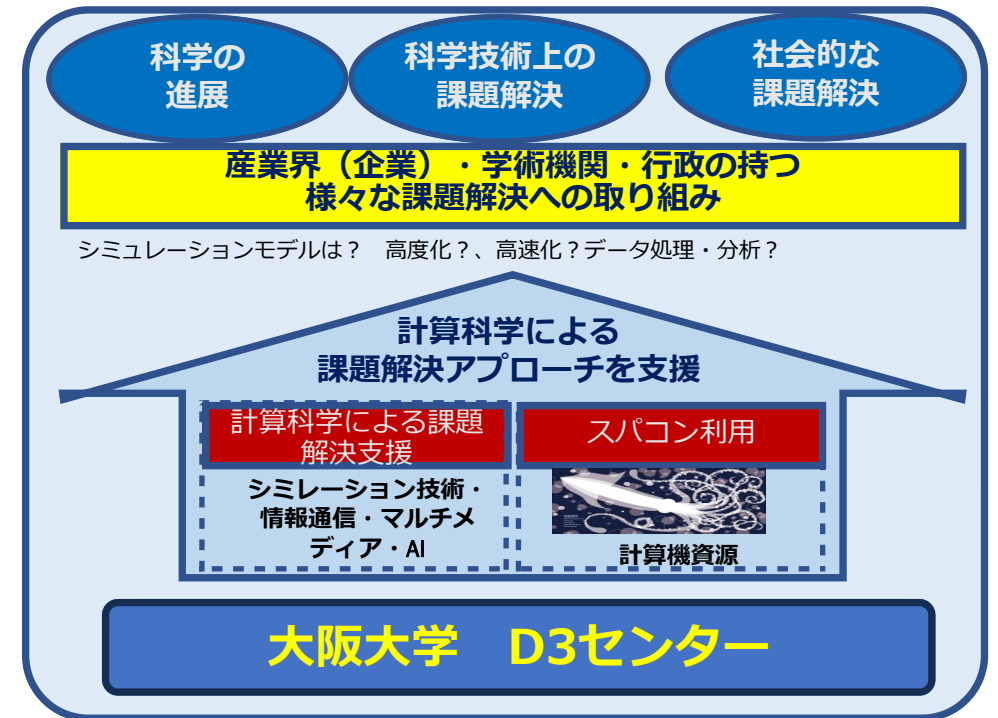 科学の
進展
科学技術上の
課題解決
社会的な
課題解決
産業界（企業）・学術機関・行政の持つ
様々な課題解決への取り組み
シミュレーションモデルは？　高度化？、高速化？データ処理・分析？
計算科学による
課題解決アプローチを支援
計算科学による課題
解決支援
シミレーション技術・
情報通信・マルチメ
ディア・AI
スパコン利用
計算機資源
大阪大学　D3センター